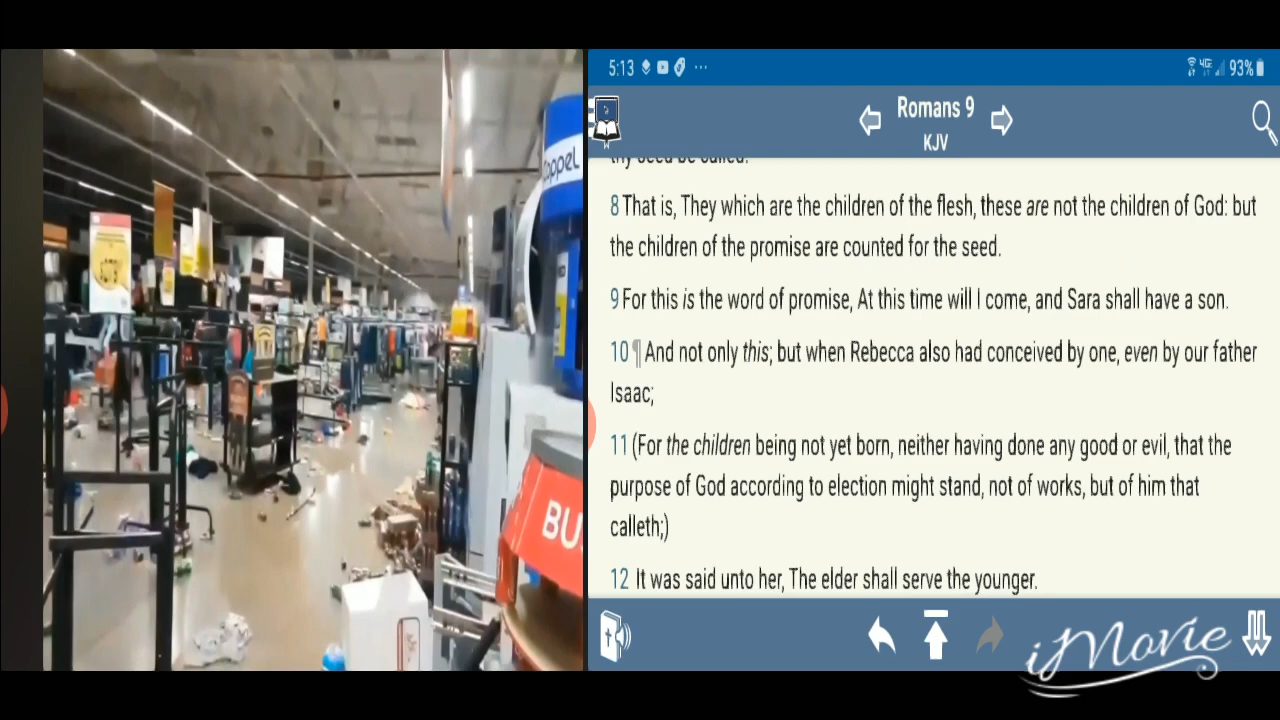 Coppel
BU
5:13
93%
Romans 9
KJV
thy seed be called.
8 That is, They which are the children of the flesh, these are not the children of God: but
the children of the promise are counted for the seed.
9 For this is the word of promise, At this time will I come, and Sara shall have a son.
10 ¶ And not only this; but when Rebecca also had conceived by one, even by our father
Isaac;
11 (For the children being not yet born, neither having done any good or evil, that the
purpose of God according to election might stand, not of works, but of him that
calleth;)
12 It was said unto her, The elder shall serve the younger.
iMovie